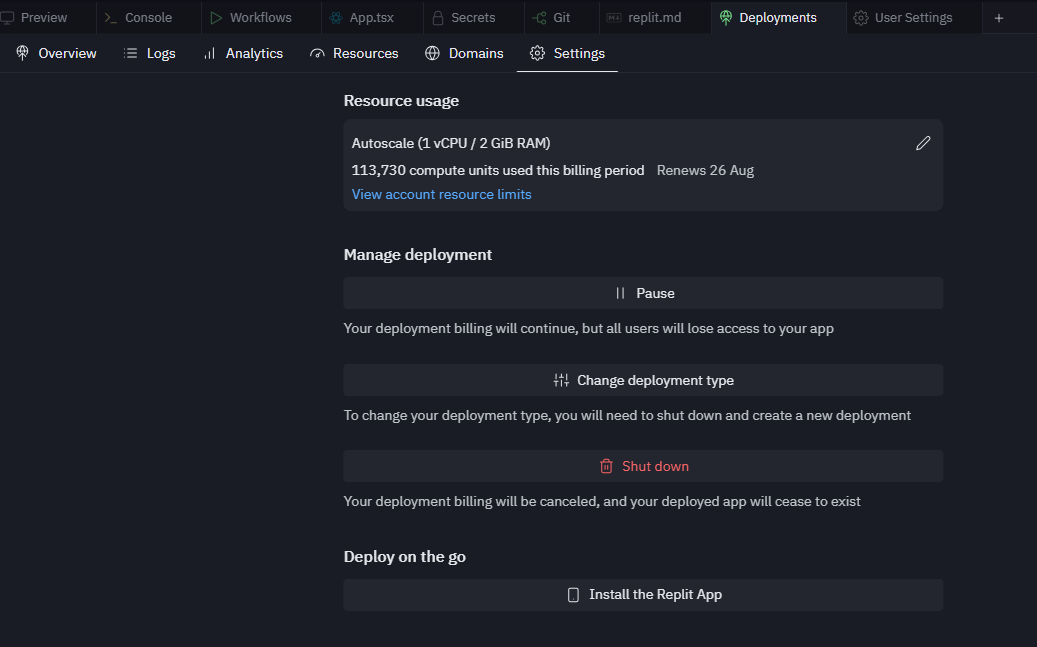 Preview Console Workflows App.tsx Secrets Git replit.md Deployments User Settings +
Overview Logs Analytics Resources Domains Settings
Resource usage
Autoscale (1 vCPU / 2 GiB RAM)
113,730 compute units used this billing period Renews 26 Aug
View account resource limits
Manage deployment
Pause
Your deployment billing will continue, but all users will lose access to your app
Change deployment type
To change your deployment type, you will need to shut down and create a new deployment
Shut down
Your deployment billing will be canceled, and your deployed app will cease to exist
Deploy on the go
Install the Replit App